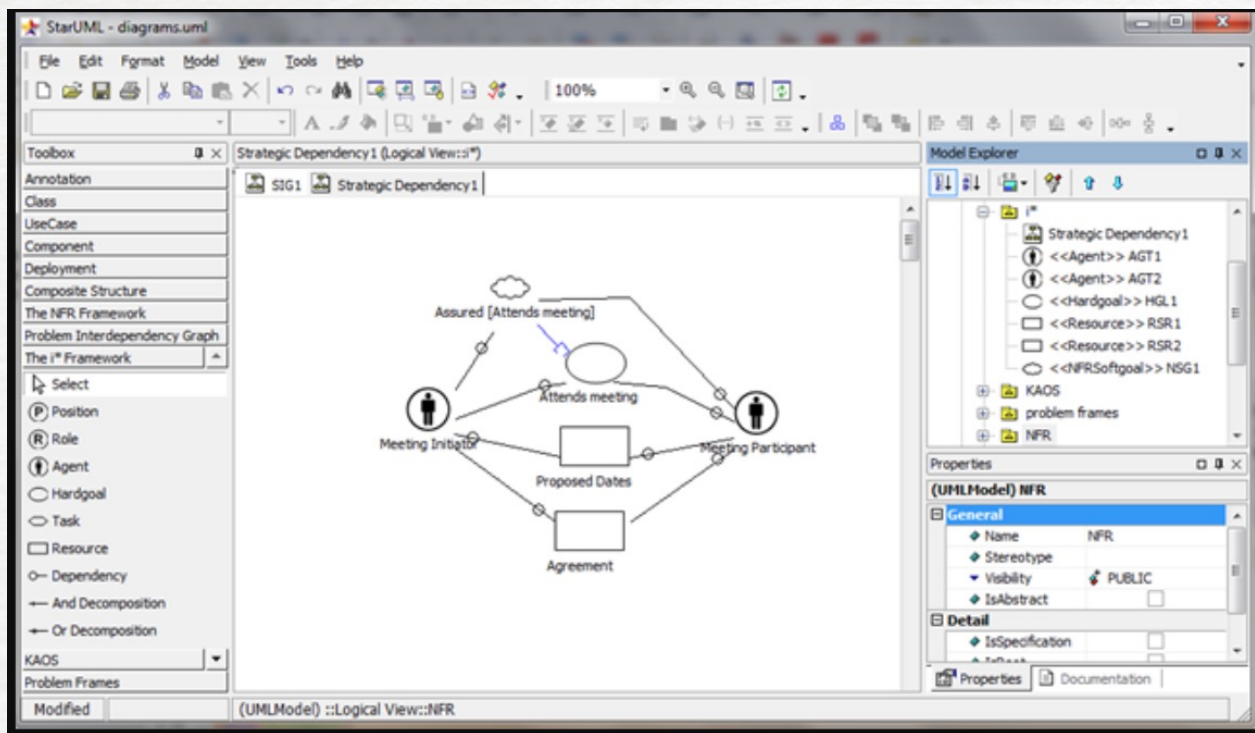 StarUML - diagrams.uml
File Edit Format Model View Tools Help
100%
Toolbox
Strategic Dependency1 (Logical View::i*)
Model Explorer
Annotation
Class
UseCase
Component
Deployment
Composite Structure
The NFR Framework
Problem Interdependency Graph
The i* Framework
Select
Position
Role
Agent
Hardgoal
Task
Resource
Dependency
And Decomposition
Or Decomposition
KAOS
Problem Frames
SIG1 Strategic Dependency1
Assured [Attends meeting]
Attends meeting
Meeting Initiator
Meeting Participant
Proposed Dates
Agreement
i*
Strategic Dependency1
<<Agent>> AGT1
<<Agent>> AGT2
<<Hardgoal>> HGL1
<<Resource>> RSR1
<<Resource>> RSR2
<<NFRSoftgoal>> NSG1
KAOS
problem frames
NFR
Properties
(UMLModel) NFR
General
Name NFR
Stereotype
Visibility PUBLIC
IsAbstract
Detail
IsSpecification
Properties Documentation
Modified (UMLModel) ::Logical View::NFR